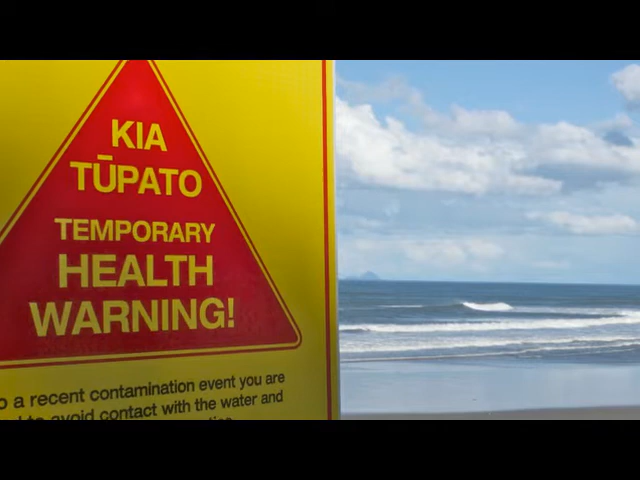 KIA
TŪPATO
TEMPORARY
HEALTH
WARNING!
o a recent contamination event you are
to avoid contact with the water and